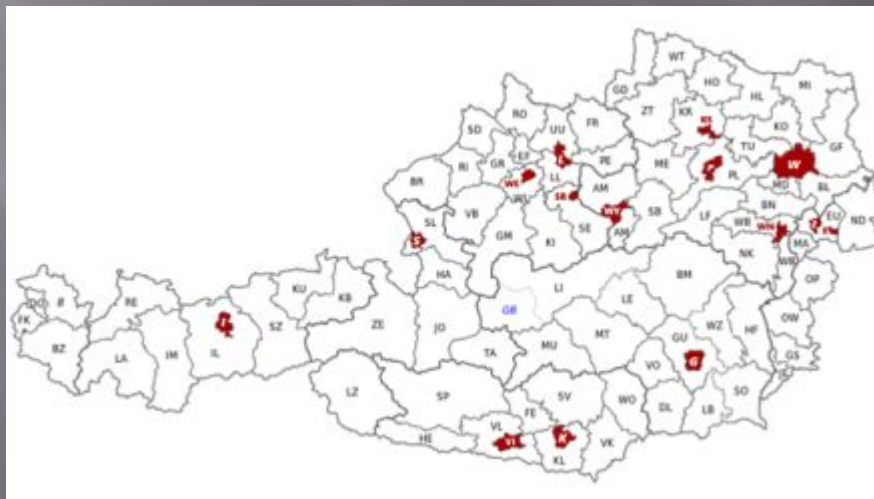 WT
GD
HO
MI
HL
ZT
KR
RO
KS
SD
UU
FR
KO
GF
TU
EF
GR
RI
L
PE
ME
P
PL
W
LL
WE
BR
MD
BL
AM
SR
BN
WY
SB
LF
EU
ND
SL
VB
SE
WB
WN
E
GM
KI
AM
MA
S
NK
WB
HA
BM
OP
KU
LI
RE
KB
DO
B
LE
GB
OW
FK
I
SZ
ZE
JO
WZ
HF
MT
GU
BZ
IM
IL
MU
GS
LA
TA
VO
G
LZ
SP
SV
WO
SO
DL
LB
FE
VL
HE
VI
K
VK
KL